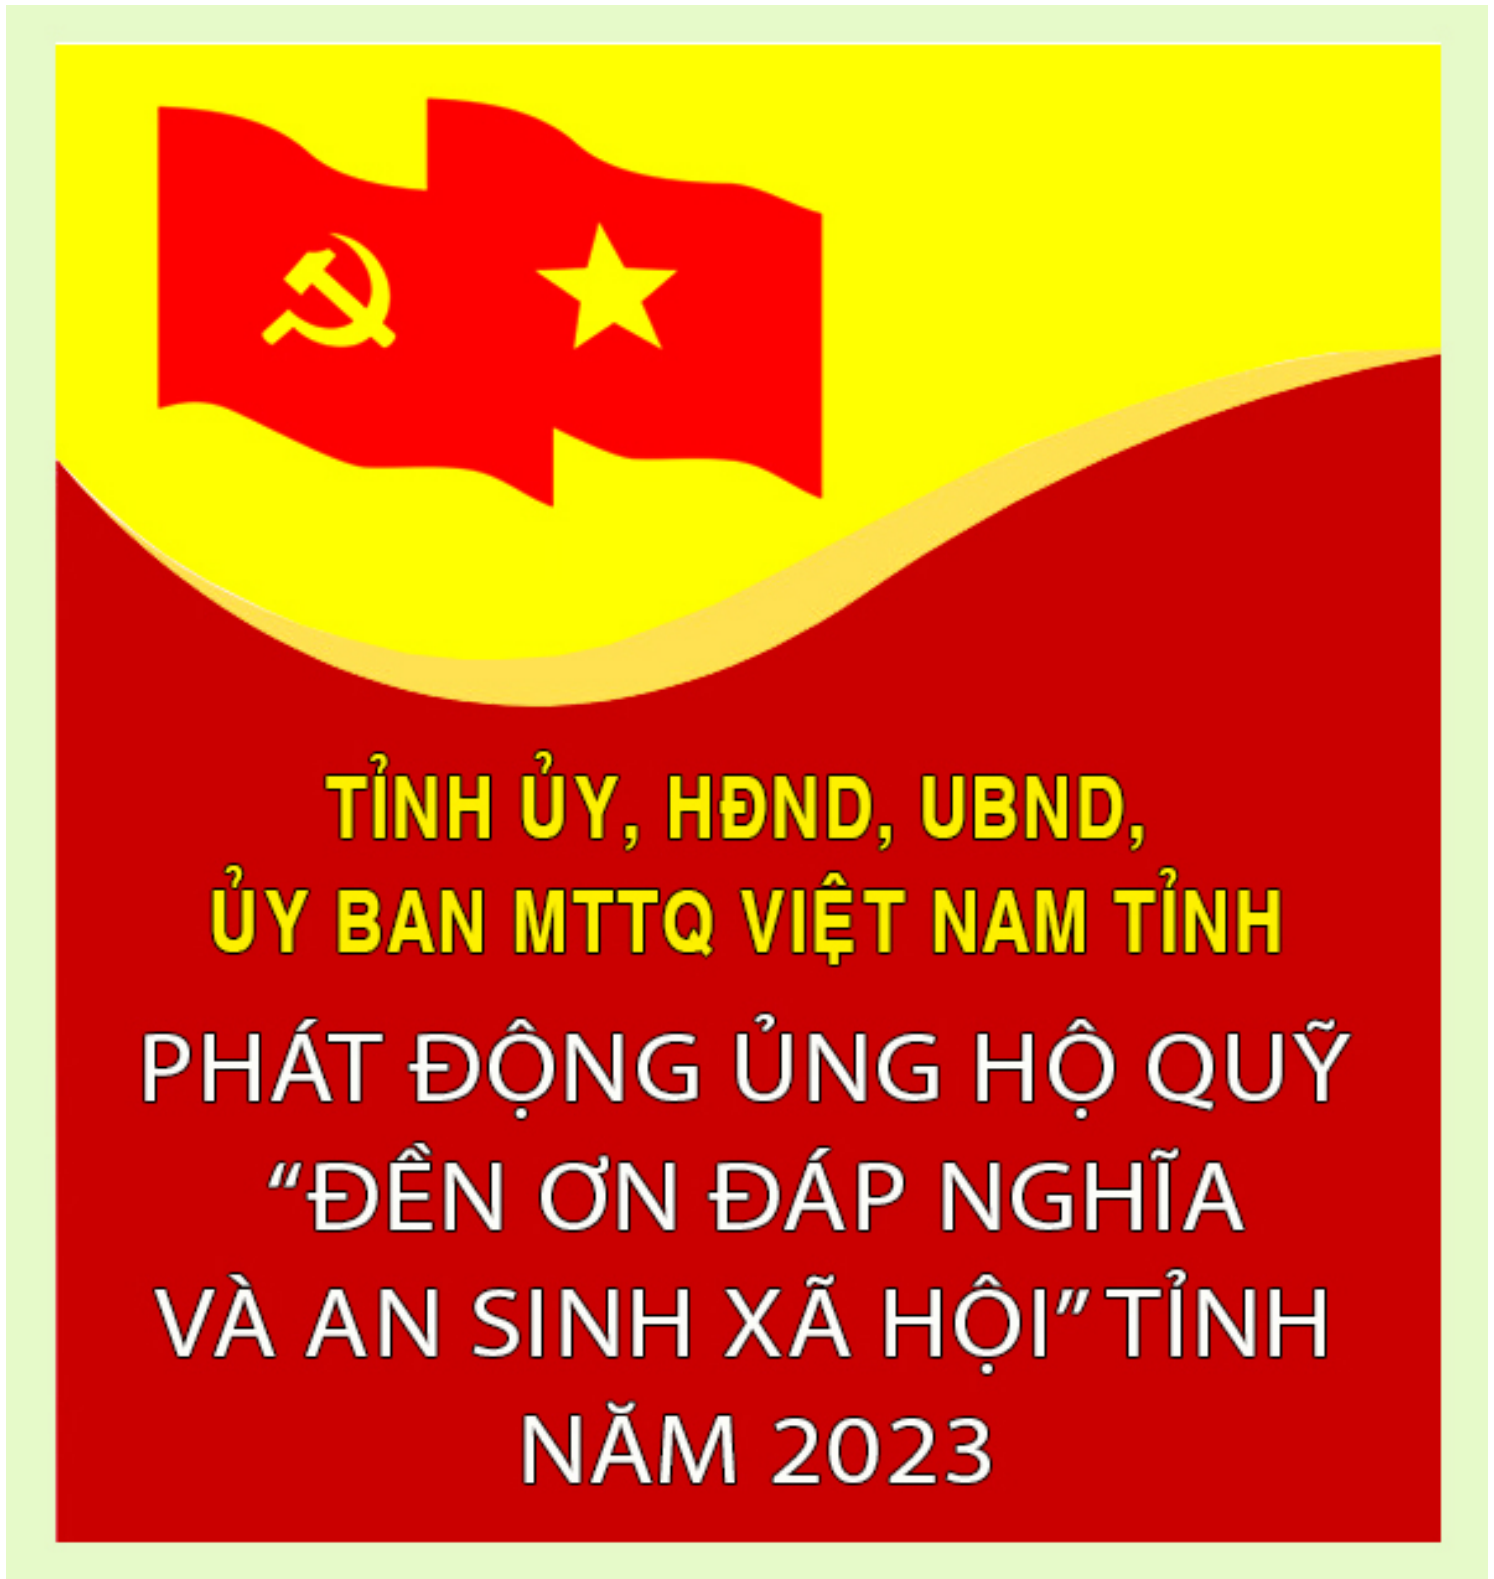 TỈNH ỦY, HĐND, UBND,
ỦY BAN MTTQ VIỆT NAM TỈNH
PHÁT ĐỘNG ỦNG HỘ QUỸ
“ĐỀN ƠN ĐÁP NGHĨA
VÀ AN SINH XÃ HỘI” TỈNH
NĂM 2023